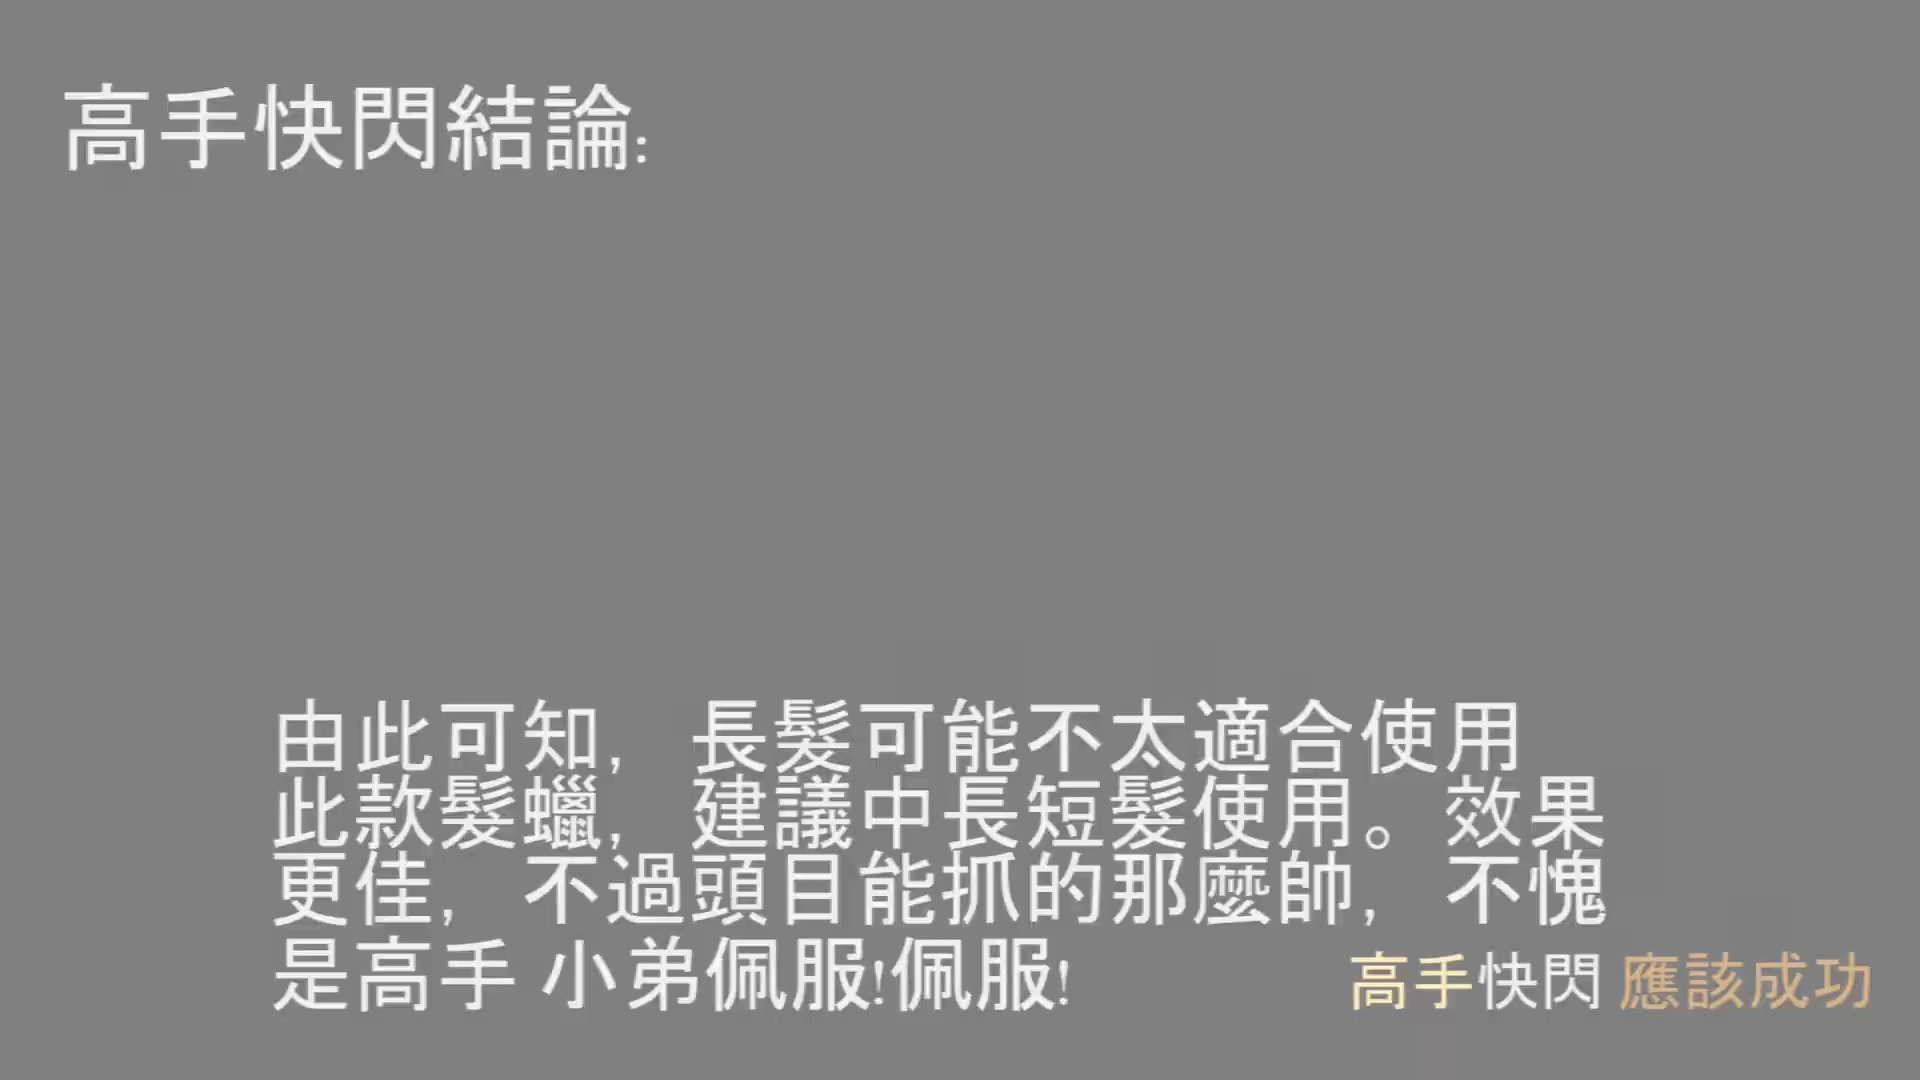 高手快閃結論:
由此可知, 長髮可能不太適合使用
此款髮蠟, 建議中長短髮使用。效果
更佳, 不過頭目能抓的那麼帥, 不愧
是高手 小弟佩服!佩服!
高手快閃 應該成功